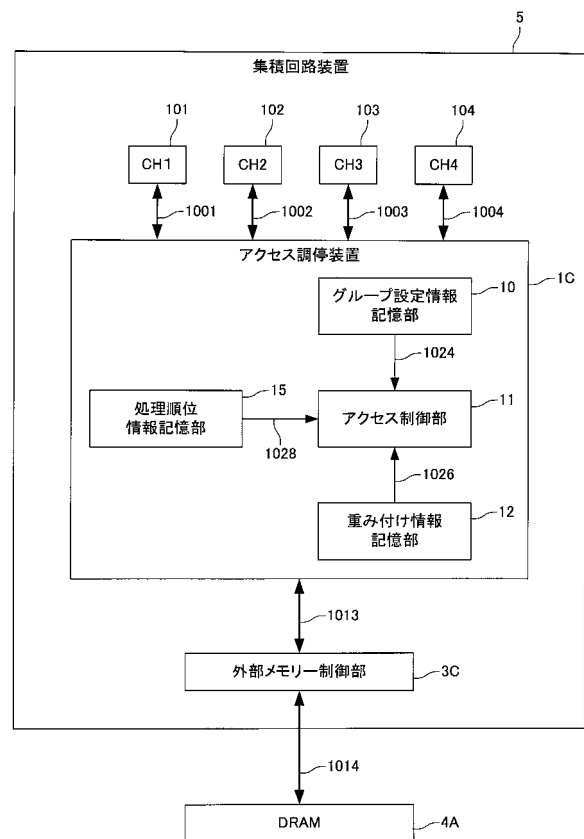 5
集積回路装置
101
102
103
104
CH1
CH2
CH3
CH4
1001
1002
1003
1004
アクセス調停装置
1C
グループ設定情報
記憶部
10
1024
15
処理順位
情報記憶部
1028
アクセス制御部
11
1026
重み付け情報
記憶部
12
1013
外部メモリー制御部
3C
1014
DRAM
4A